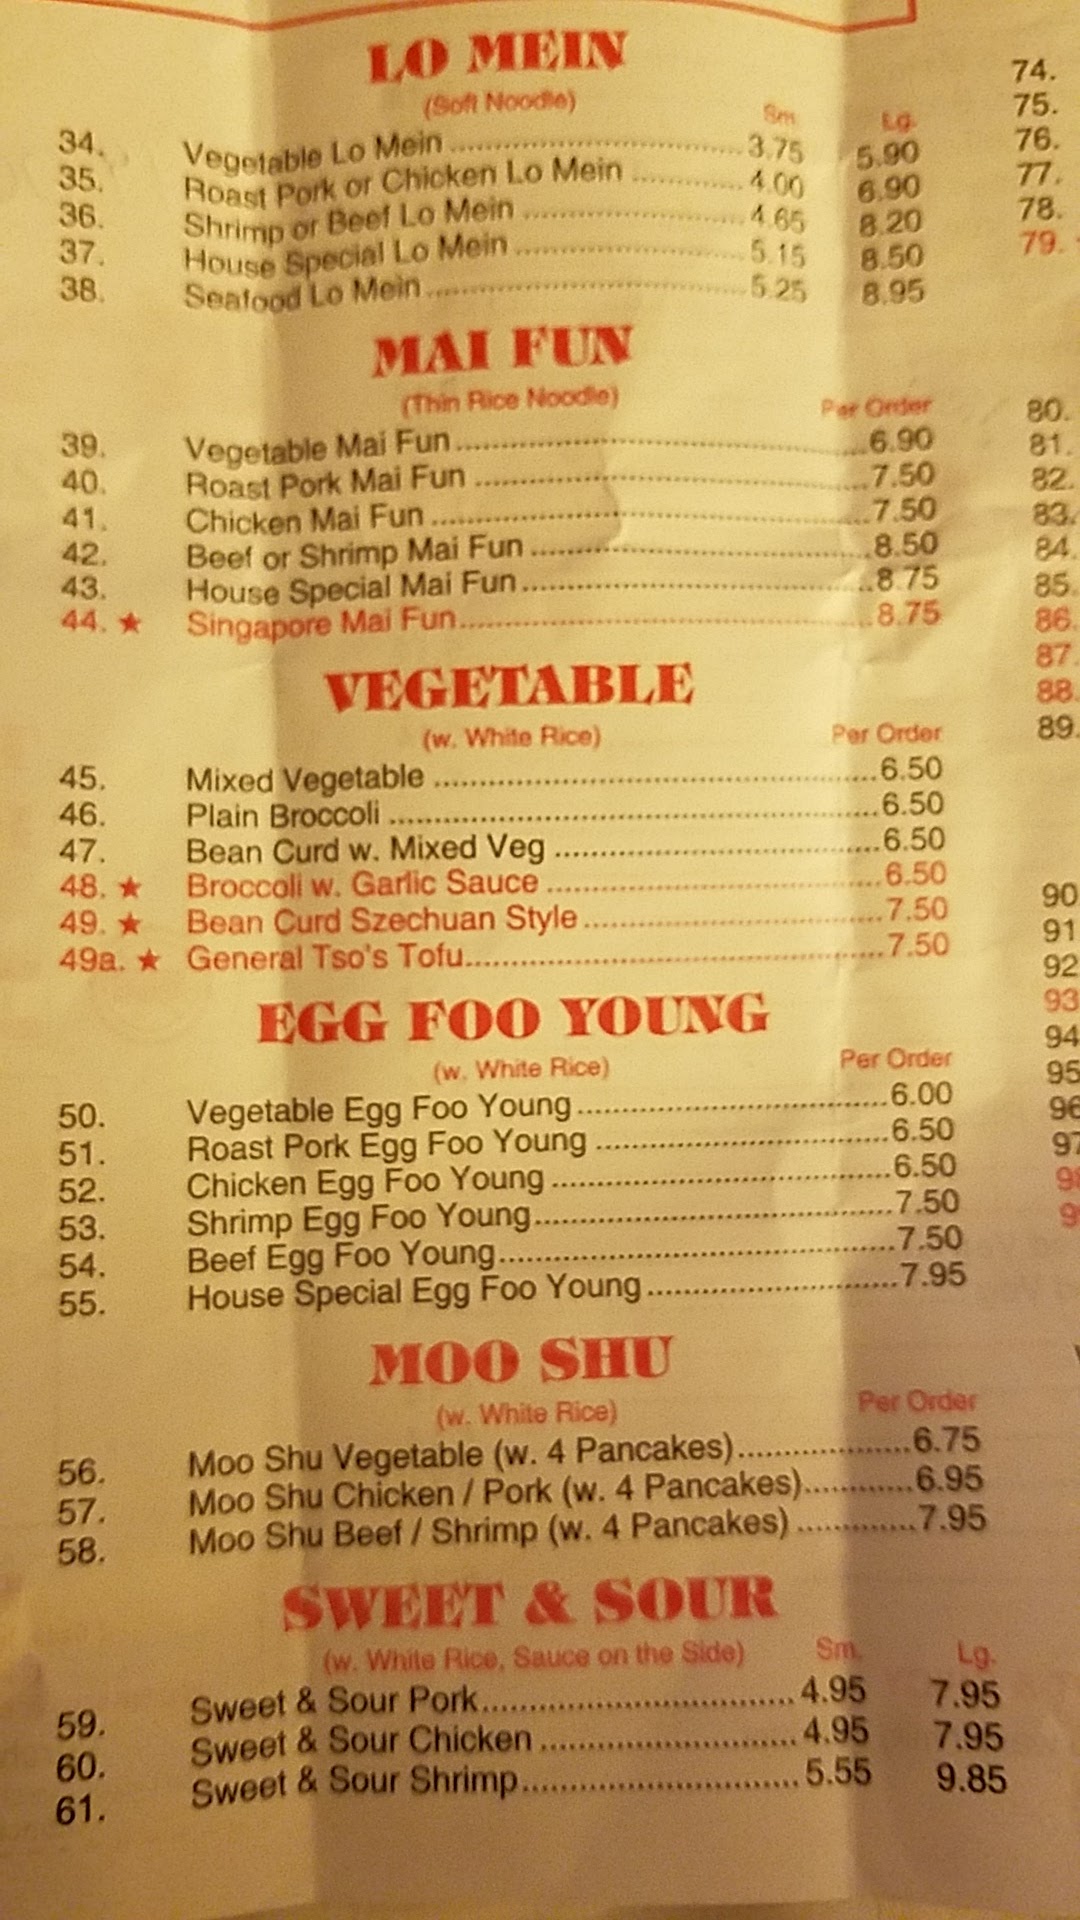 LO MEIN
(Soft Noodle) Sm. Lg.
34. Vegetable Lo Mein 3.75 5.90
35. Roast Pork or Chicken Lo Mein 4.00 6.90
36. Shrimp or Beef Lo Mein 4.65 8.20
37. House Special Lo Mein 5.15 8.50
38. Seafood Lo Mein 5.25 8.95
MAI FUN
(Thin Rice Noodle) Per Order
39. Vegetable Mai Fun 6.90
40. Roast Pork Mai Fun 7.50
41. Chicken Mai Fun 7.50
42. Beef or Shrimp Mai Fun 8.50
43. House Special Mai Fun 8.75
44. ★ Singapore Mai Fun 8.75
VEGETABLE
(w. White Rice) Per Order
45. Mixed Vegetable 6.50
46. Plain Broccoli 6.50
47. Bean Curd w. Mixed Veg 6.50
48. ★ Broccoli w. Garlic Sauce 6.50
49. ★ Bean Curd Szechuan Style 7.50
49a. ★ General Tso's Tofu 7.50
EGG FOO YOUNG
(w. White Rice) Per Order
50. Vegetable Egg Foo Young 6.00
51. Roast Pork Egg Foo Young 6.50
52. Chicken Egg Foo Young 6.50
53. Shrimp Egg Foo Young 7.50
54. Beef Egg Foo Young 7.50
55. House Special Egg Foo Young 7.95
MOO SHU
(w. White Rice) Per Order
56. Moo Shu Vegetable (w. 4 Pancakes) 6.75
57. Moo Shu Chicken / Pork (w. 4 Pancakes) 6.95
58. Moo Shu Beef / Shrimp (w. 4 Pancakes) 7.95
SWEET & SOUR
(w. White Rice, Sauce on the Side) Sm. Lg.
59. Sweet & Sour Pork 4.95 7.95
60. Sweet & Sour Chicken 4.95 7.95
61. Sweet & Sour Shrimp 5.55 9.85
74.
75.
76.
77.
78.
79.
80.
81.
82.
83.
84.
85.
86.
87.
88.
89.
90
91
92
93
94
95
96
97